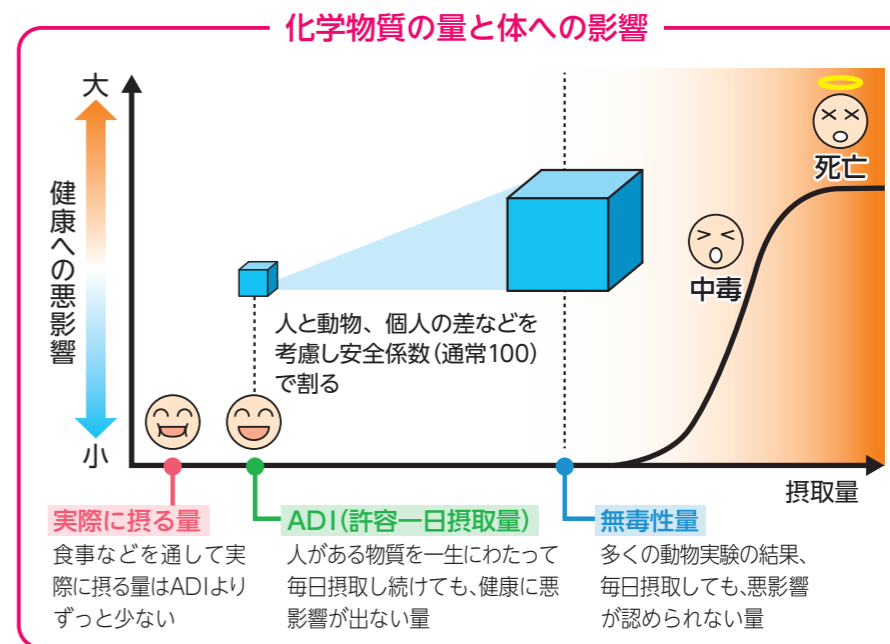 化学物質の量と体への影響
大
健康への悪影響
小
死亡
中毒
人と動物、個人の差などを
考慮し安全係数(通常100)
で割る
摂取量
実際に摂る量
食事などを通して実
際に摂る量はADIより
ずっと少ない
ADI(許容一日摂取量)
人がある物質を一生にわたって
毎日摂取し続けても、健康に悪
影響が出ない量
無毒性量
多くの動物実験の結果、
毎日摂取しても、悪影響
が認められない量